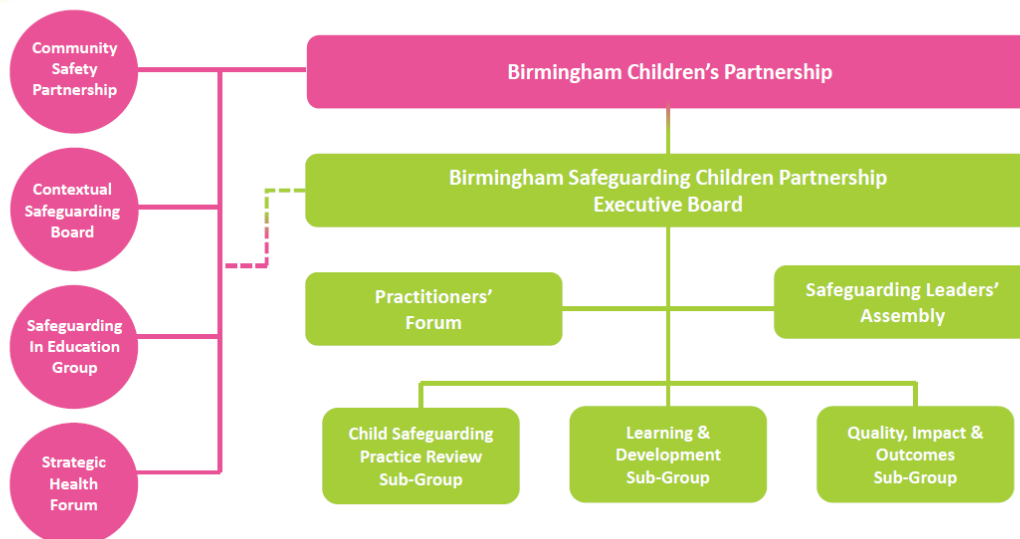 Community
Safety
Partnership
Birmingham Children's Partnership
Contextual
Safeguarding
Board
Birmingham Safeguarding Children Partnership
Executive Board
Safeguarding
In Education
Group
Practitioners'
Forum
Safeguarding Leaders'
Assembly
Strategic
Health
Forum
Child Safeguarding
Practice Review
Sub-Group
Learning &
Development
Sub-Group
Quality, Impact &
Outcomes
Sub-Group